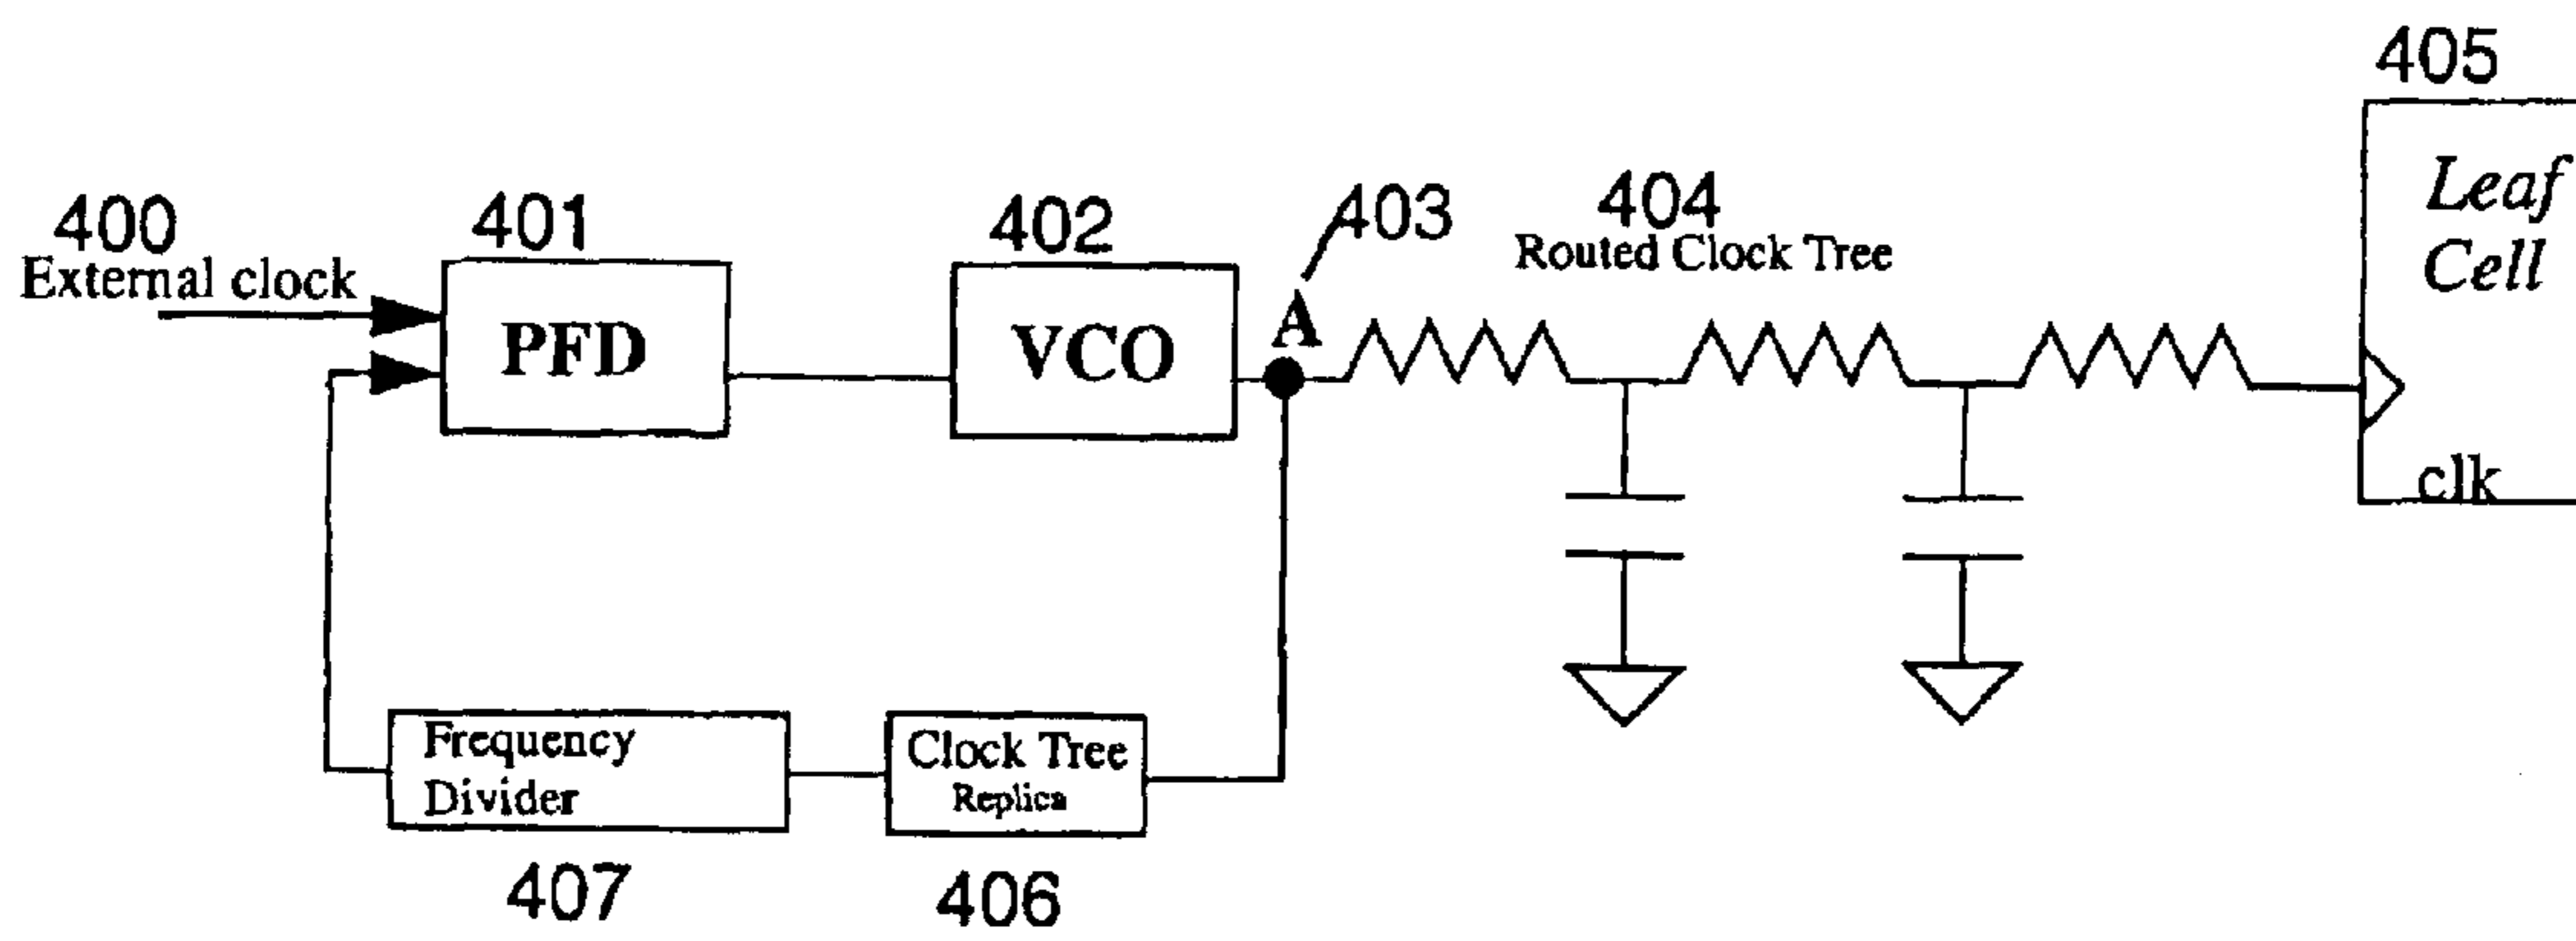 405
Leaf
Cell
clk
400
External clock
401
PFD
402
VCO
403
A
404
Routed Clock Tree
Frequency
Divider
407
Clock Tree
Replica
406